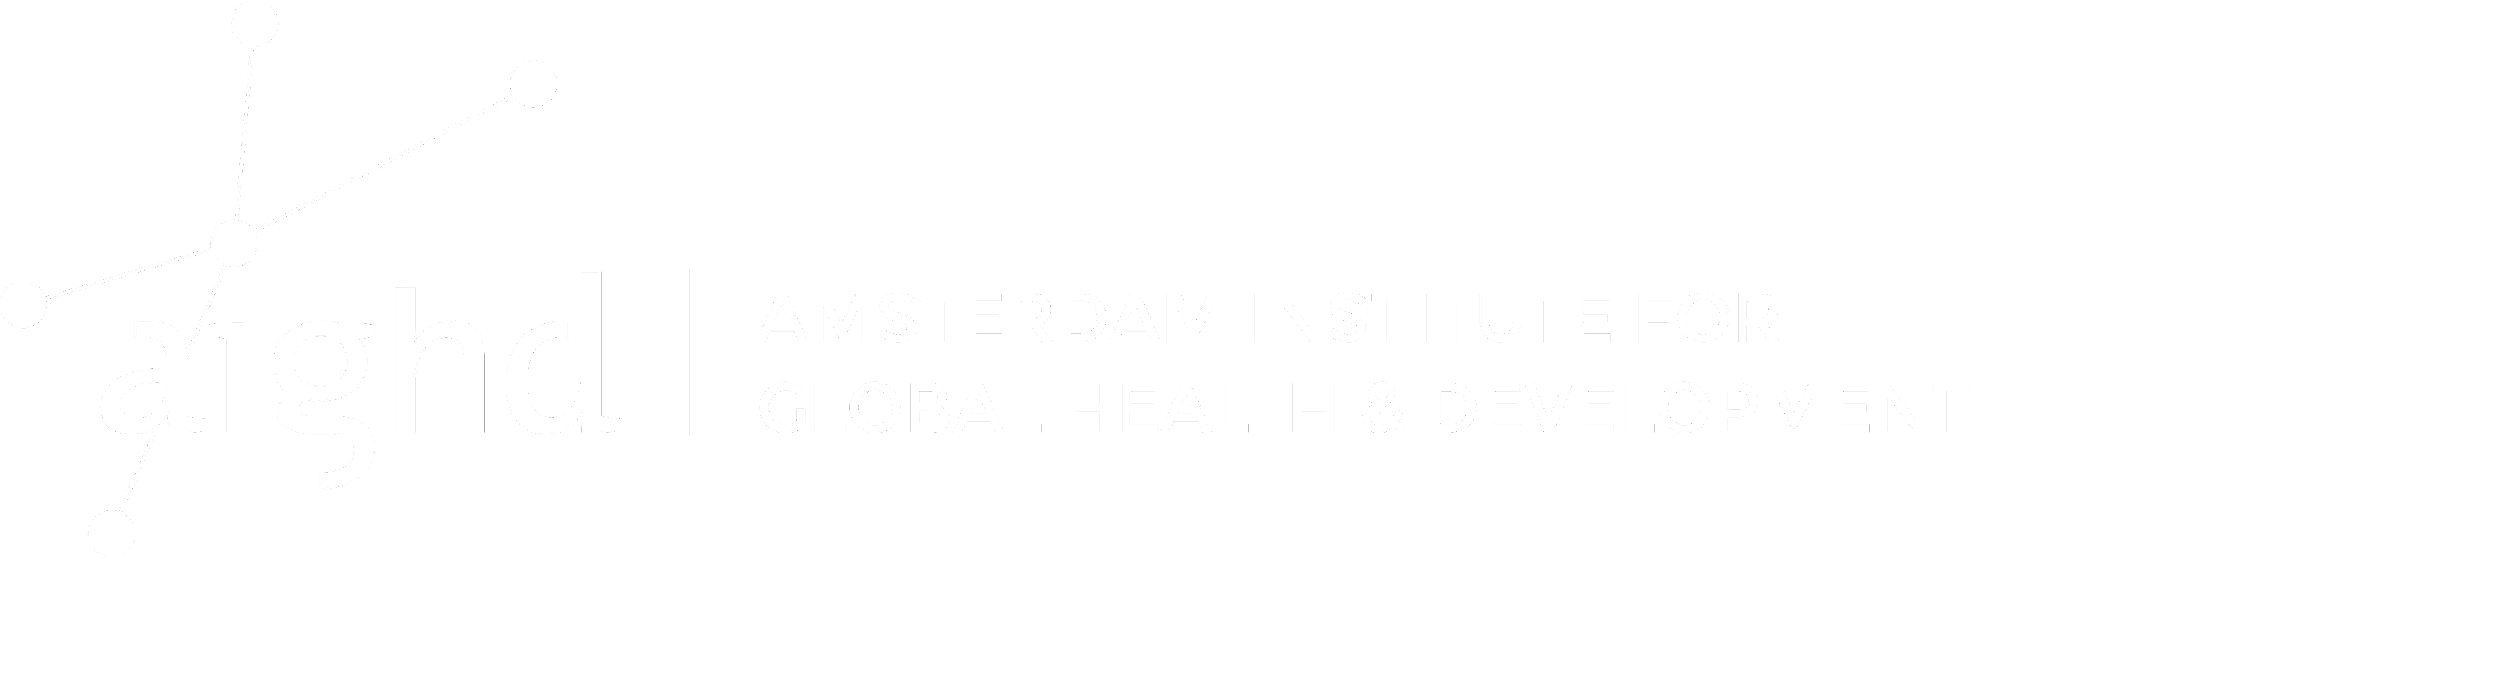 aighd
AMSTERDAM INSTITUTE FOR
GLOBAL HEALTH & DEVELOPMENT